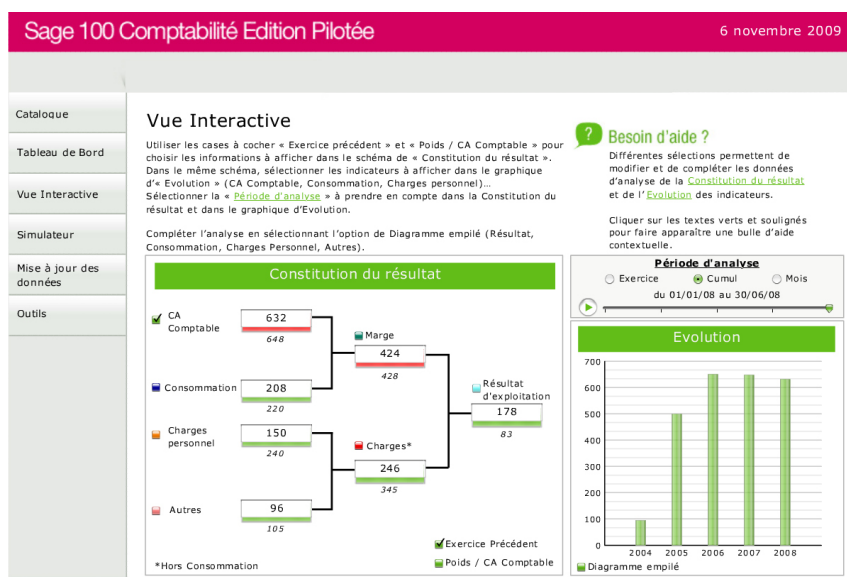 Sage 100 Comptabilité Edition Pilotée
6 novembre 2009
Catalogue
Tableau de Bord
Vue Interactive
Simulateur
Mise à jour des
données
Outils
Vue Interactive
Utiliser les cases à cocher « Exercice précédent » et « Poids / CA Comptable » pour
choisir les informations à afficher dans le schéma de « Constitution du résultat ».
Dans le même schéma, sélectionner les indicateurs à afficher dans le graphique
d'« Evolution » (CA Comptable, Consommation, Charges personnel)...
Sélectionner la « Période d'analyse » à prendre en compte dans la Constitution du
résultat et dans le graphique d'Evolution.
Compléter l'analyse en sélectionnant l'option de Diagramme empilé (Résultat,
Consommation, Charges Personnel, Autres).
? Besoin d'aide ?
Différentes sélections permettent de
modifier et de compléter les données
d'analyse de la Constitution du résultat
et de l' Evolution des indicateurs.
Cliquer sur les textes verts et soulignés
pour faire apparaître une bulle d'aide
contextuelle.
Constitution du résultat
CA
Comptable
632
648
Consommation
208
220
Charges
personnel
150
240
Autres
96
105
Marge
424
428
Charges*
246
345
Résultat
d'exploitation
178
83
Exercice Précédent
Poids / CA Comptable
*Hors Consommation
Période d'analyse
Exercice Cumul Mois
du 01/01/08 au 30/06/08
Evolution
700
600
500
400
300
200
100
0
2004 2005 2006 2007 2008
Diagramme empilé